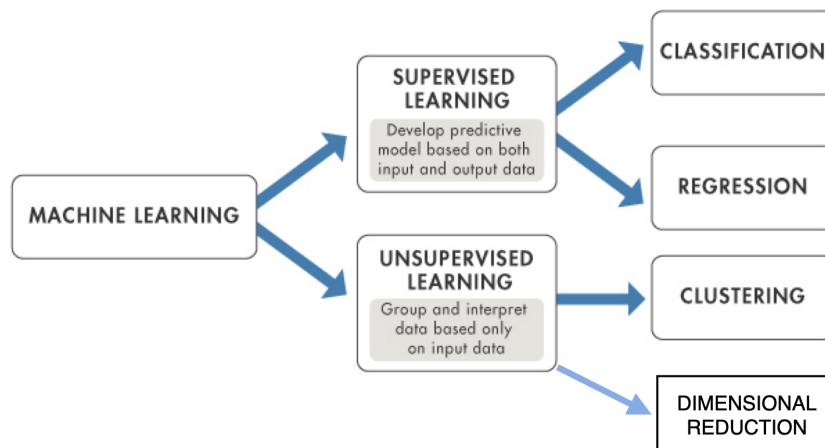 MACHINE LEARNING
SUPERVISED
LEARNING
Develop predictive
model based on both
input and output data
UNSUPERVISED
LEARNING
Group and interpret
data based only
on input data
CLASSIFICATION
REGRESSION
CLUSTERING
DIMENSIONAL
REDUCTION